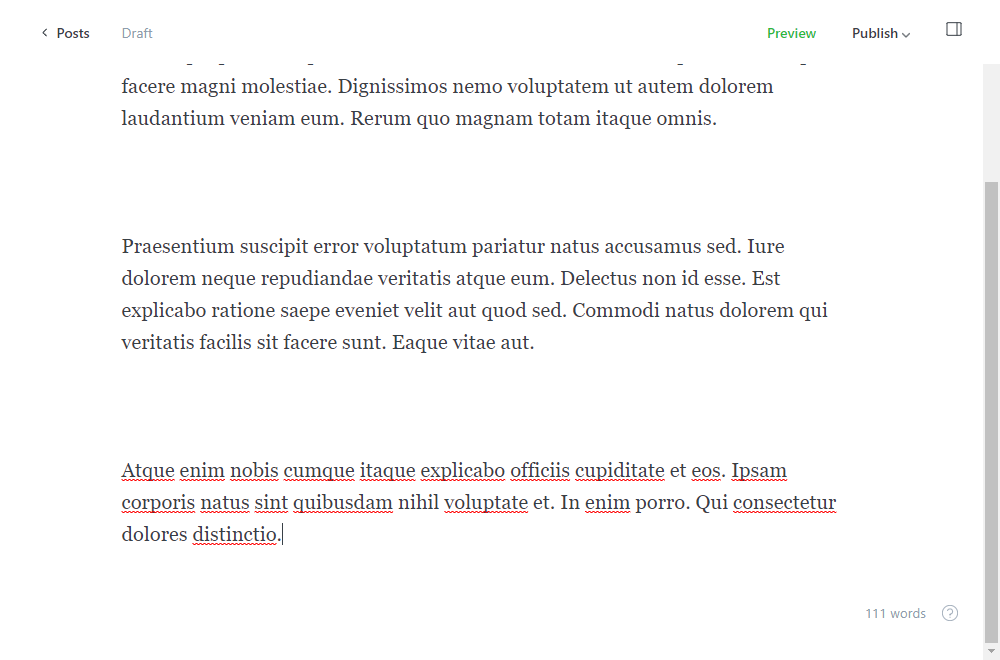 Posts
Draft
Preview
Publish
facere magni molestiae. Dignissimos nemo voluptatem ut autem dolorem
laudantium veniam eum. Rerum quo magnam totam itaque omnis.
Praesentium suscipit error voluptatum pariatur natus accusamus sed. Iure
dolorem neque repudiandae veritatis atque eum. Delectus non id esse. Est
explicabo ratione saepe eveniet velit aut quod sed. Commodi natus dolorem qui
veritatis facilis sit facere sunt. Eaque vitae aut.
Atque enim nobis cumque itaque explicabo officiis cupiditate et eos. Ipsam
corporis natus sint quibusdam nihil voluptate et. In enim porro. Qui consectetur
dolores distinctio.
111 words
?